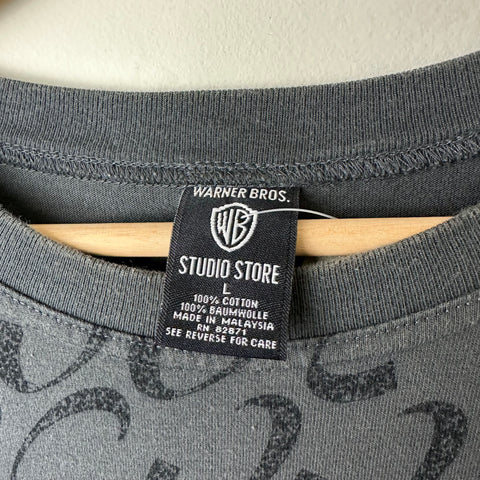 WARNER BROS.
WB
STUDIO STORE
L
100% COTTON
100% BAUMWOLLE
MADE IN MALAYSIA
RN 82871
SEE REVERSE FOR CARE